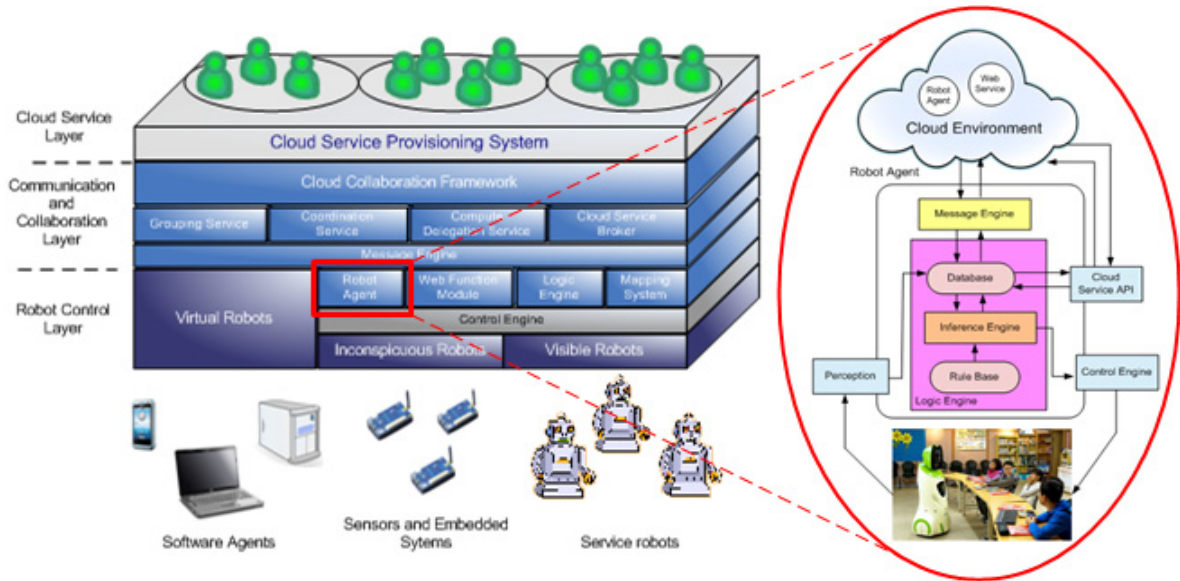 Cloud Service
Layer
Communication
and
Collaboration
Layer
Robot Control
Layer
Cloud Service Provisioning System
Cloud Collaboration Framework
Grouping Service
Coordination
Service
Compute
Delegation Service
Cloud Service
Broker
Message Engine
Virtual Robots
Robot
Agent
Web Function
Module
Logic
Engine
Mapping
System
Control Engine
Inconspicuous Robots
Visible Robots
Software Agents
Sensors and Embedded
Sytems
Service robots
Robot
Agent
Web
Service
Cloud Environment
Robot Agent
Message Engine
Database
Cloud
Service API
Inference Engine
Perception
Rule Base
Control Engine
Logic Engine